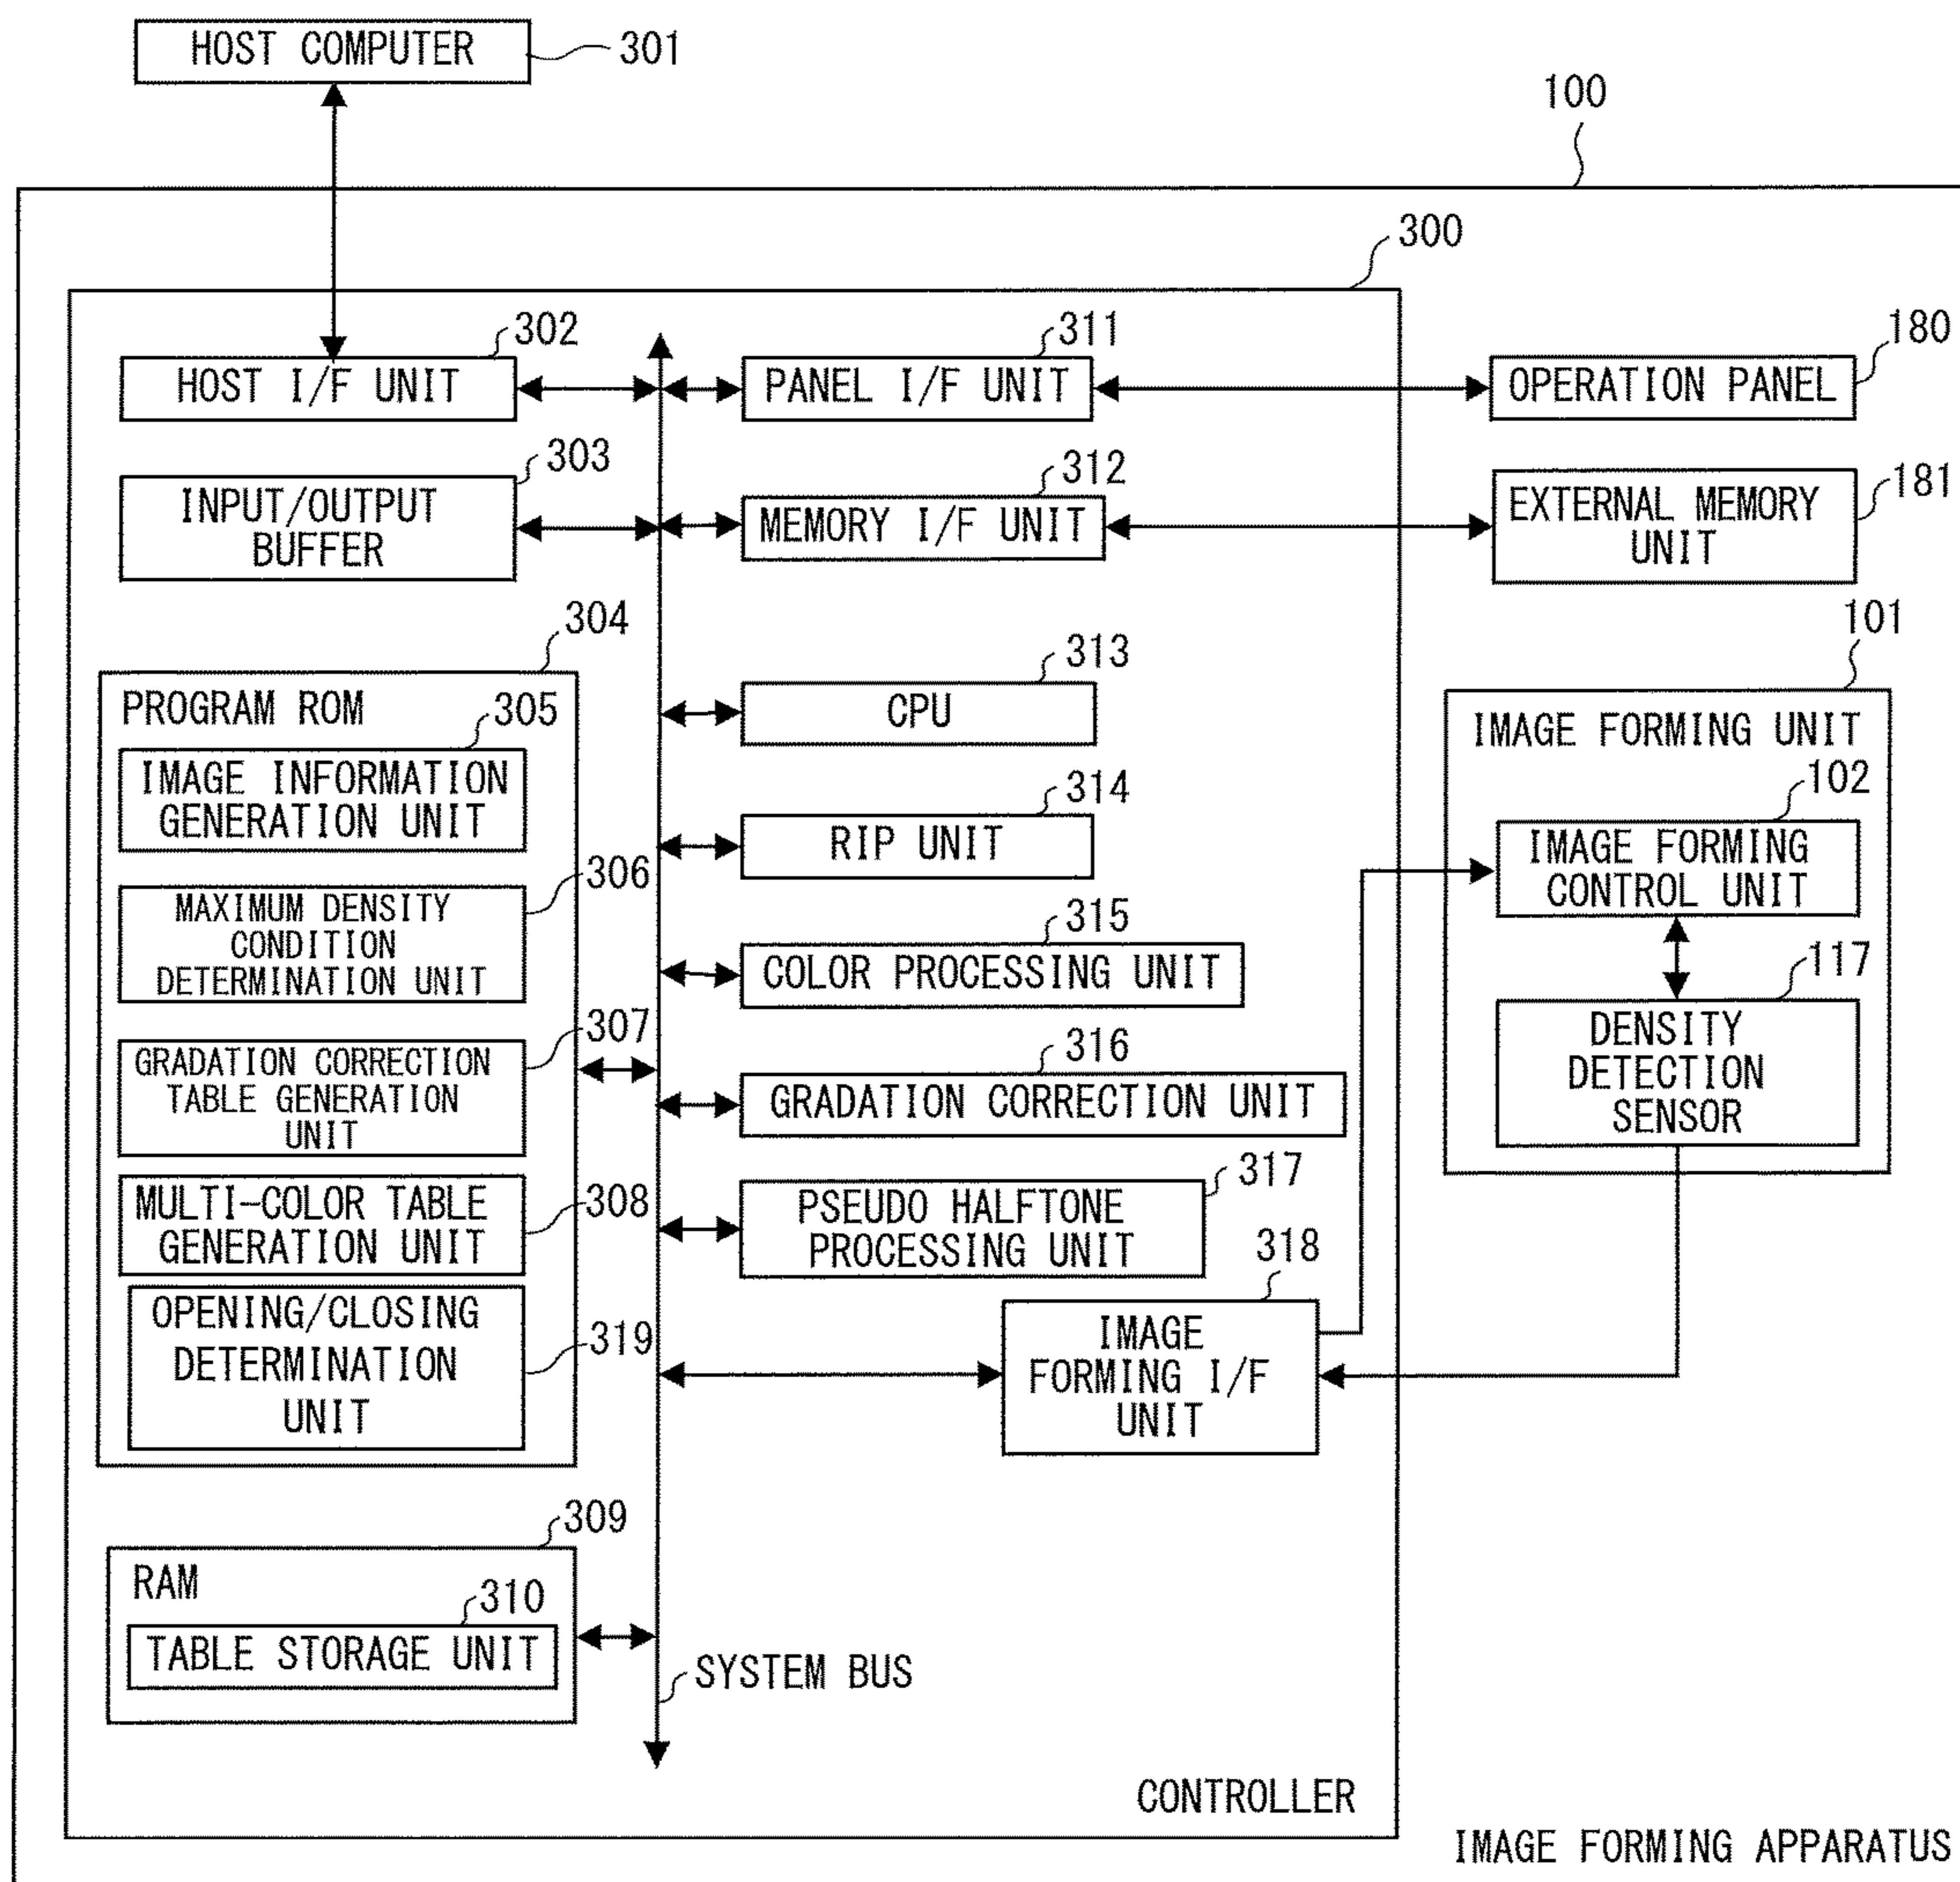 HOST COMPUTER
301
100
300
302
HOST I/F UNIT
311
PANEL I/F UNIT
180
OPERATION PANEL
303
INPUT/OUTPUT
BUFFER
312
MEMORY I/F UNIT
181
EXTERNAL MEMORY
UNIT
304
PROGRAM ROM
305
IMAGE INFORMATION
GENERATION UNIT
306
MAXIMUM DENSITY
CONDITION
DETERMINATION UNIT
307
GRADATION CORRECTION
TABLE GENERATION
UNIT
308
MULTI-COLOR TABLE
GENERATION UNIT
319
OPENING/CLOSING
DETERMINATION
UNIT
313
CPU
314
RIP UNIT
315
COLOR PROCESSING UNIT
316
GRADATION CORRECTION UNIT
317
PSEUDO HALFTONE
PROCESSING UNIT
318
IMAGE
FORMING I/F
UNIT
101
IMAGE FORMING UNIT
102
IMAGE FORMING
CONTROL UNIT
117
DENSITY
DETECTION
SENSOR
309
RAM
310
TABLE STORAGE UNIT
SYSTEM BUS
CONTROLLER
IMAGE FORMING APPARATUS